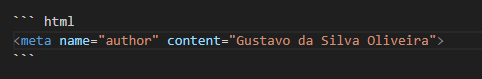 ``` html
<meta name="author" content="Gustavo da Silva Oliveira">
```